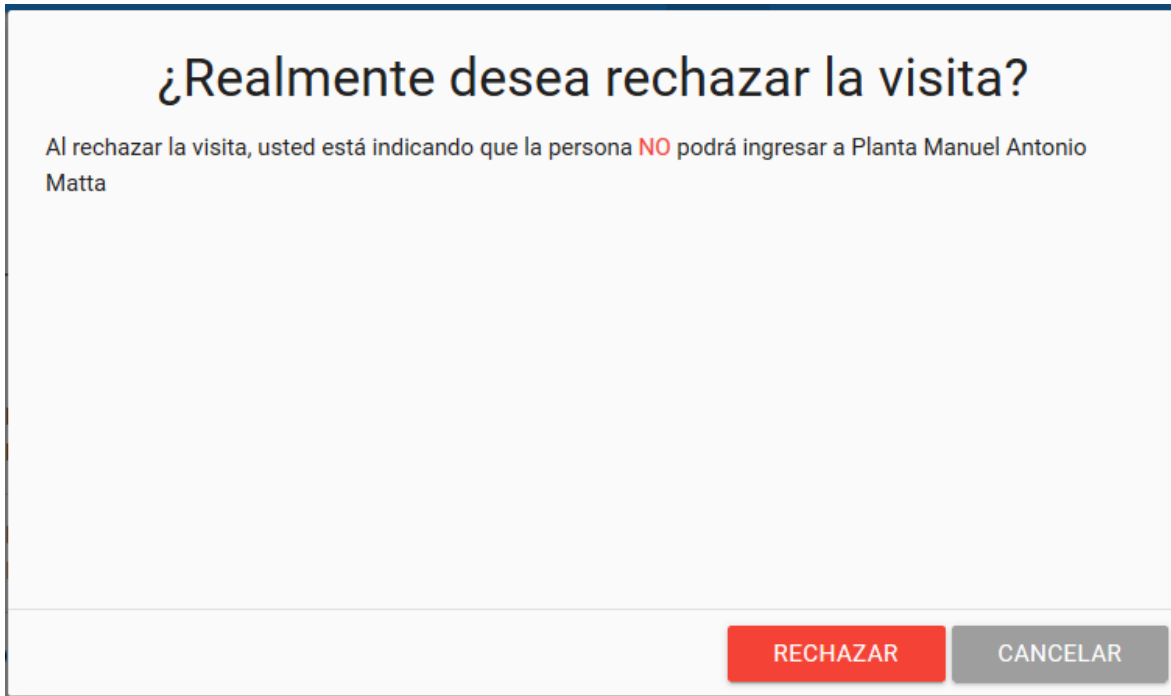 ¿Realmente desea rechazar la visita?
Al rechazar la visita, usted está indicando que la persona NO podrá ingresar a Planta Manuel Antonio
Matta
RECHAZAR
CANCELAR